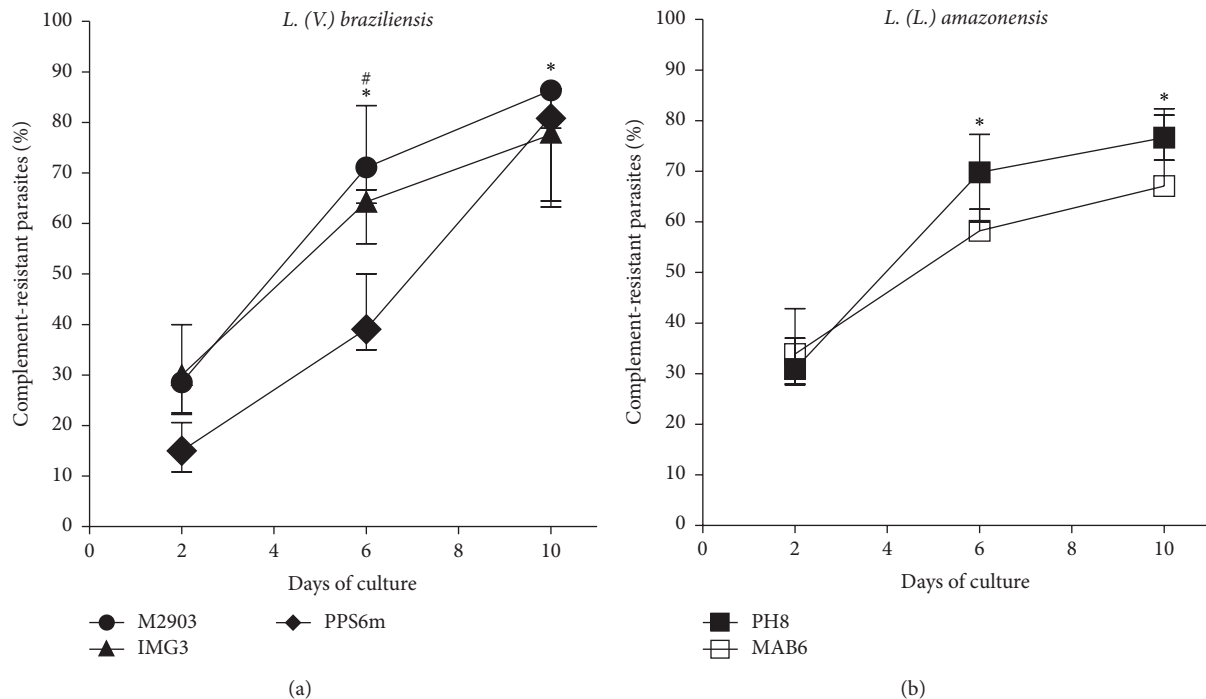 L. (V.) braziliensis
Complement-resistant parasites (%)
100
90
80
70
60
50
40
30
20
10
0
#
*
*
0 2 4 6 8 10
Days of culture
M2903
IMG3
PPS6m
(a)
L. (L.) amazonensis
Complement-resistant parasites (%)
100
90
80
70
60
50
40
30
20
10
0
*
*
0 2 4 6 8 10
Days of culture
PH8
MAB6
(b)